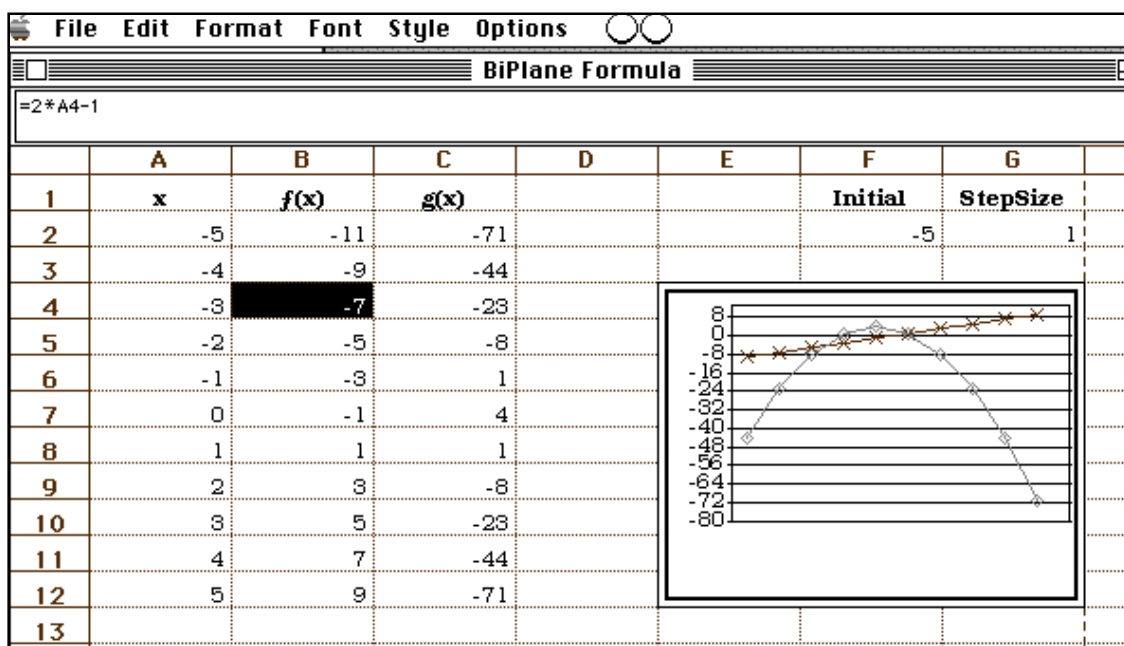 File Edit Format Font Style Options
BiPlane Formula
=2*A4-1
A B C D E F G
1 x f(x) g(x) Initial StepSize
2 -5 -11 -71 -5 1
3 -4 -9 -44
4 -3 -7 -23
5 -2 -5 -8
6 -1 -3 1
7 0 -1 4
8 1 1 1
9 2 3 -8
10 3 5 -23
11 4 7 -44
12 5 9 -71
13
8
0
-8
-16
-24
-32
-40
-48
-56
-64
-72
-80